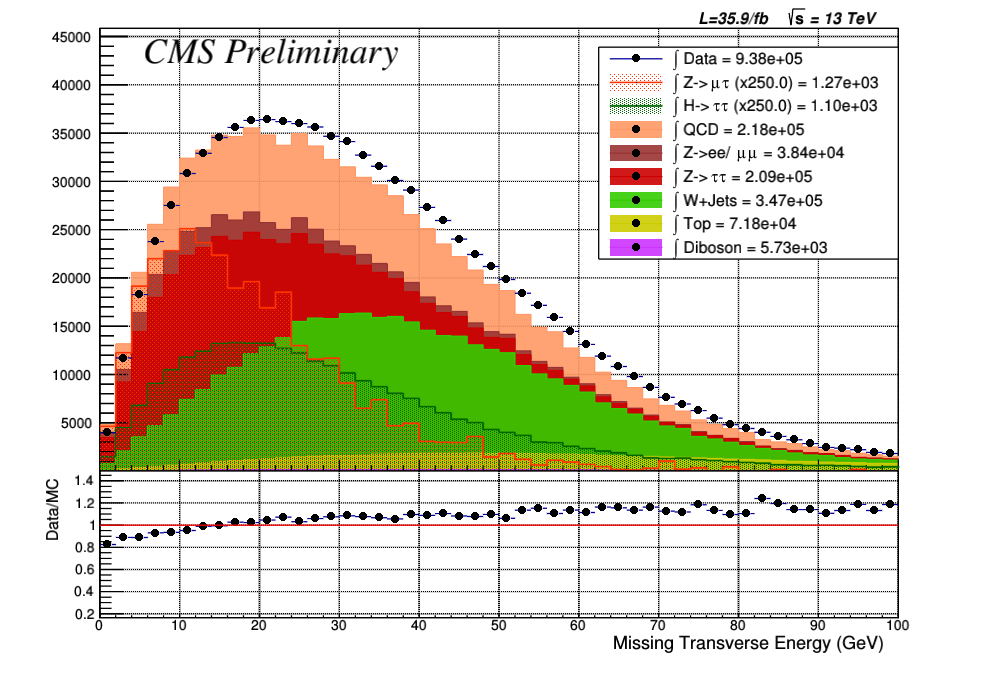 L=35.9/fb √s = 13 TeV
CMS Preliminary
45000
40000
35000
30000
25000
20000
15000
10000
5000
∫ Data = 9.38e+05
∫ Z->μτ (x250.0) = 1.27e+03
∫ H->ττ (x250.0) = 1.10e+03
∫ QCD = 2.18e+05
∫ Z->ee/ μμ = 3.84e+04
∫ Z->ττ = 2.09e+05
∫ W+Jets = 3.47e+05
∫ Top = 7.18e+04
∫ Diboson = 5.73e+03
Data/MC
1.4
1.2
1
0.8
0.6
0.4
0.2
0 10 20 30 40 50 60 70 80 90 100
Missing Transverse Energy (GeV)